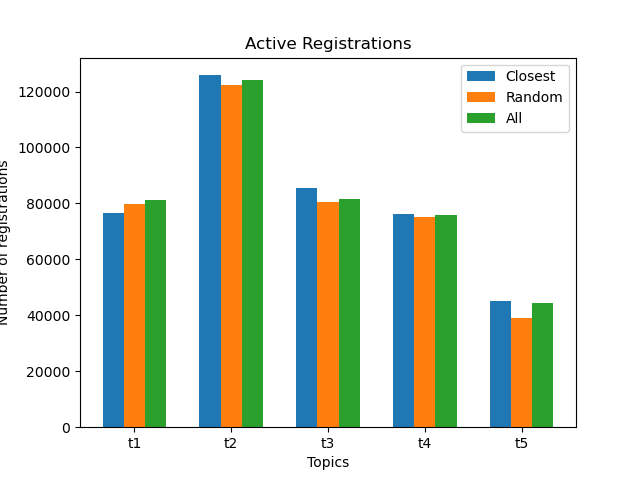 Active Registrations
Closest
Random
All
Number of registrations
120000
100000
80000
60000
40000
20000
0
t1 t2 t3 t4 t5
Topics